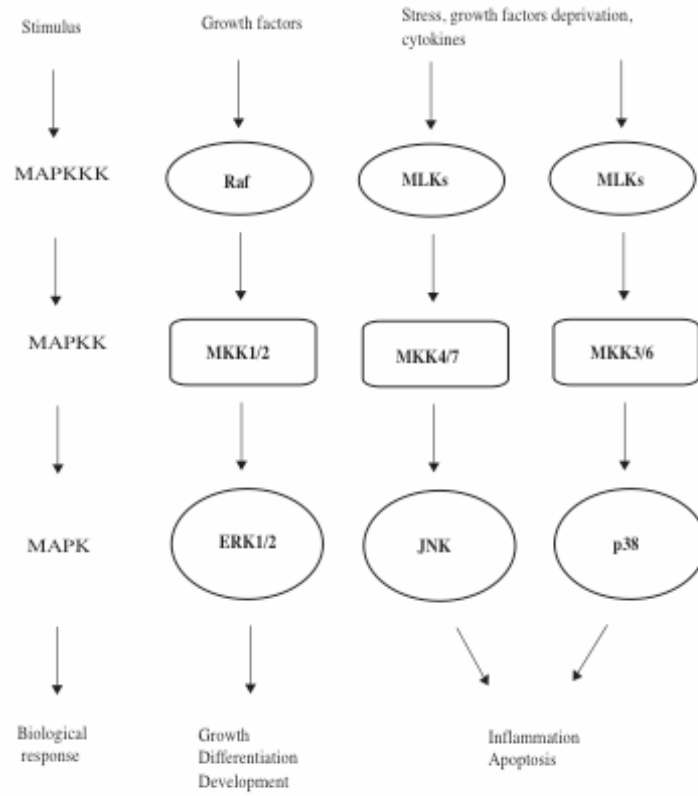 Stimulus
Growth factors
Stress, growth factors deprivation,
cytokines
MAPKKK
Raf
MLKs
MLKs
MAPKK
MKK1/2
MKK4/7
MKK3/6
MAPK
ERK1/2
JNK
p38
Biological
response
Growth
Differentiation
Development
Inflammation
Apoptosis